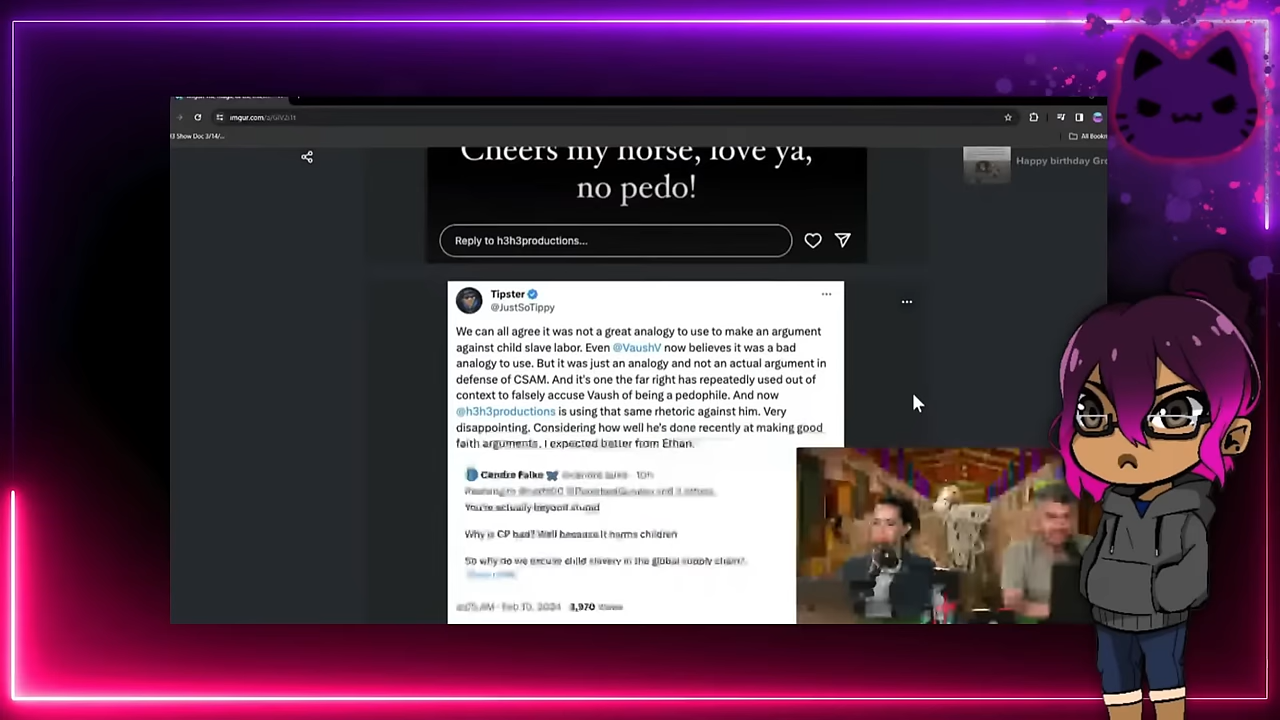 imgur.com/a/
Show Doc 3/14/...
All Book
Cheers my horse, love ya,
no pedo!
Happy birthday Gre
Reply to h3h3productions...
Tipster
@JustSoTippy
We can all agree it was not a great analogy to use to make an argument
against child slave labor. Even @VaushV now believes it was a bad
analogy to use. But it was just an analogy and not an actual argument in
defense of CSAM. And it's one the far right has repeatedly used out of
context to falsely accuse Vaush of being a pedophile. And now
@h3h3productions is using that same rhetoric against him. Very
disappointing. Considering how well he's done recently at making good
faith arguments. I expected better from Ethan.
10h
You're actually beyond stupid
Why is CP bad? Well because it harms children
So why do we excuse child slavery in the global supply chain?
AM · Feb 10, 2024 3,970 views